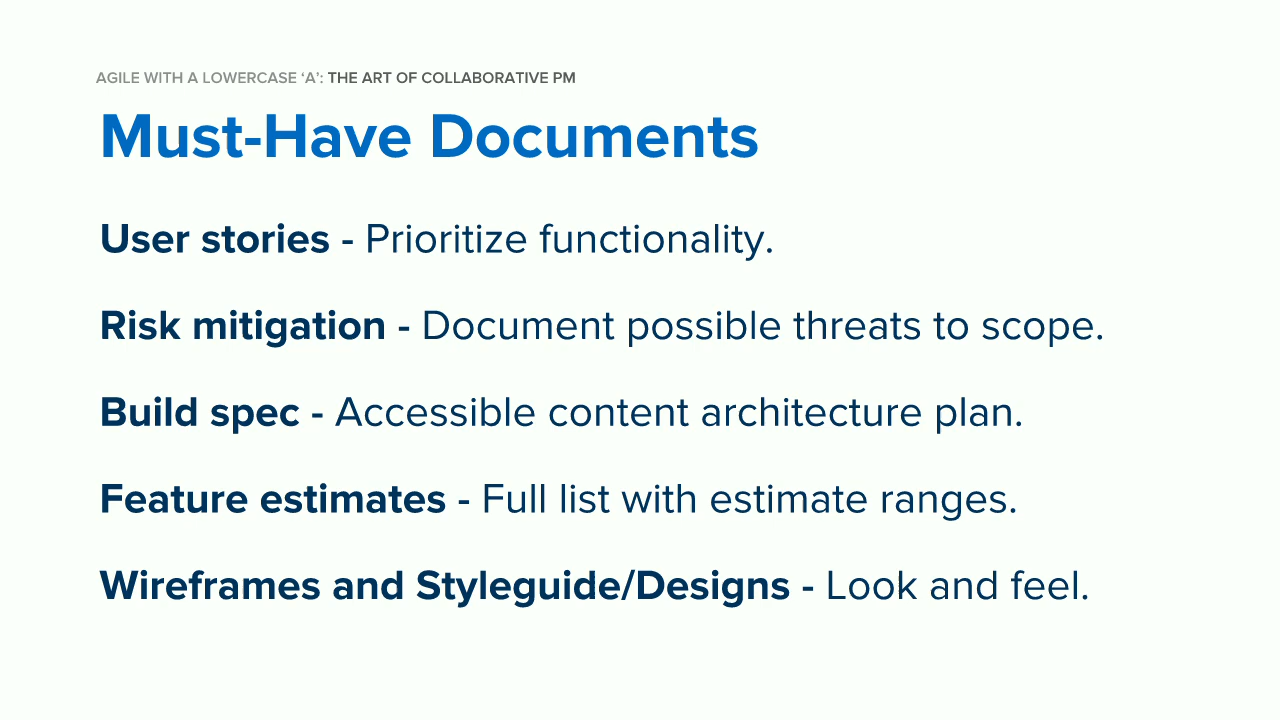 AGILE WITH A LOWERCASE ‘A’: THE ART OF COLLABORATIVE PM
Must-Have Documents
User stories - Prioritize functionality.
Risk mitigation - Document possible threats to scope.
Build spec - Accessible content architecture plan.
Feature estimates - Full list with estimate ranges.
Wireframes and Styleguide/Designs - Look and feel.